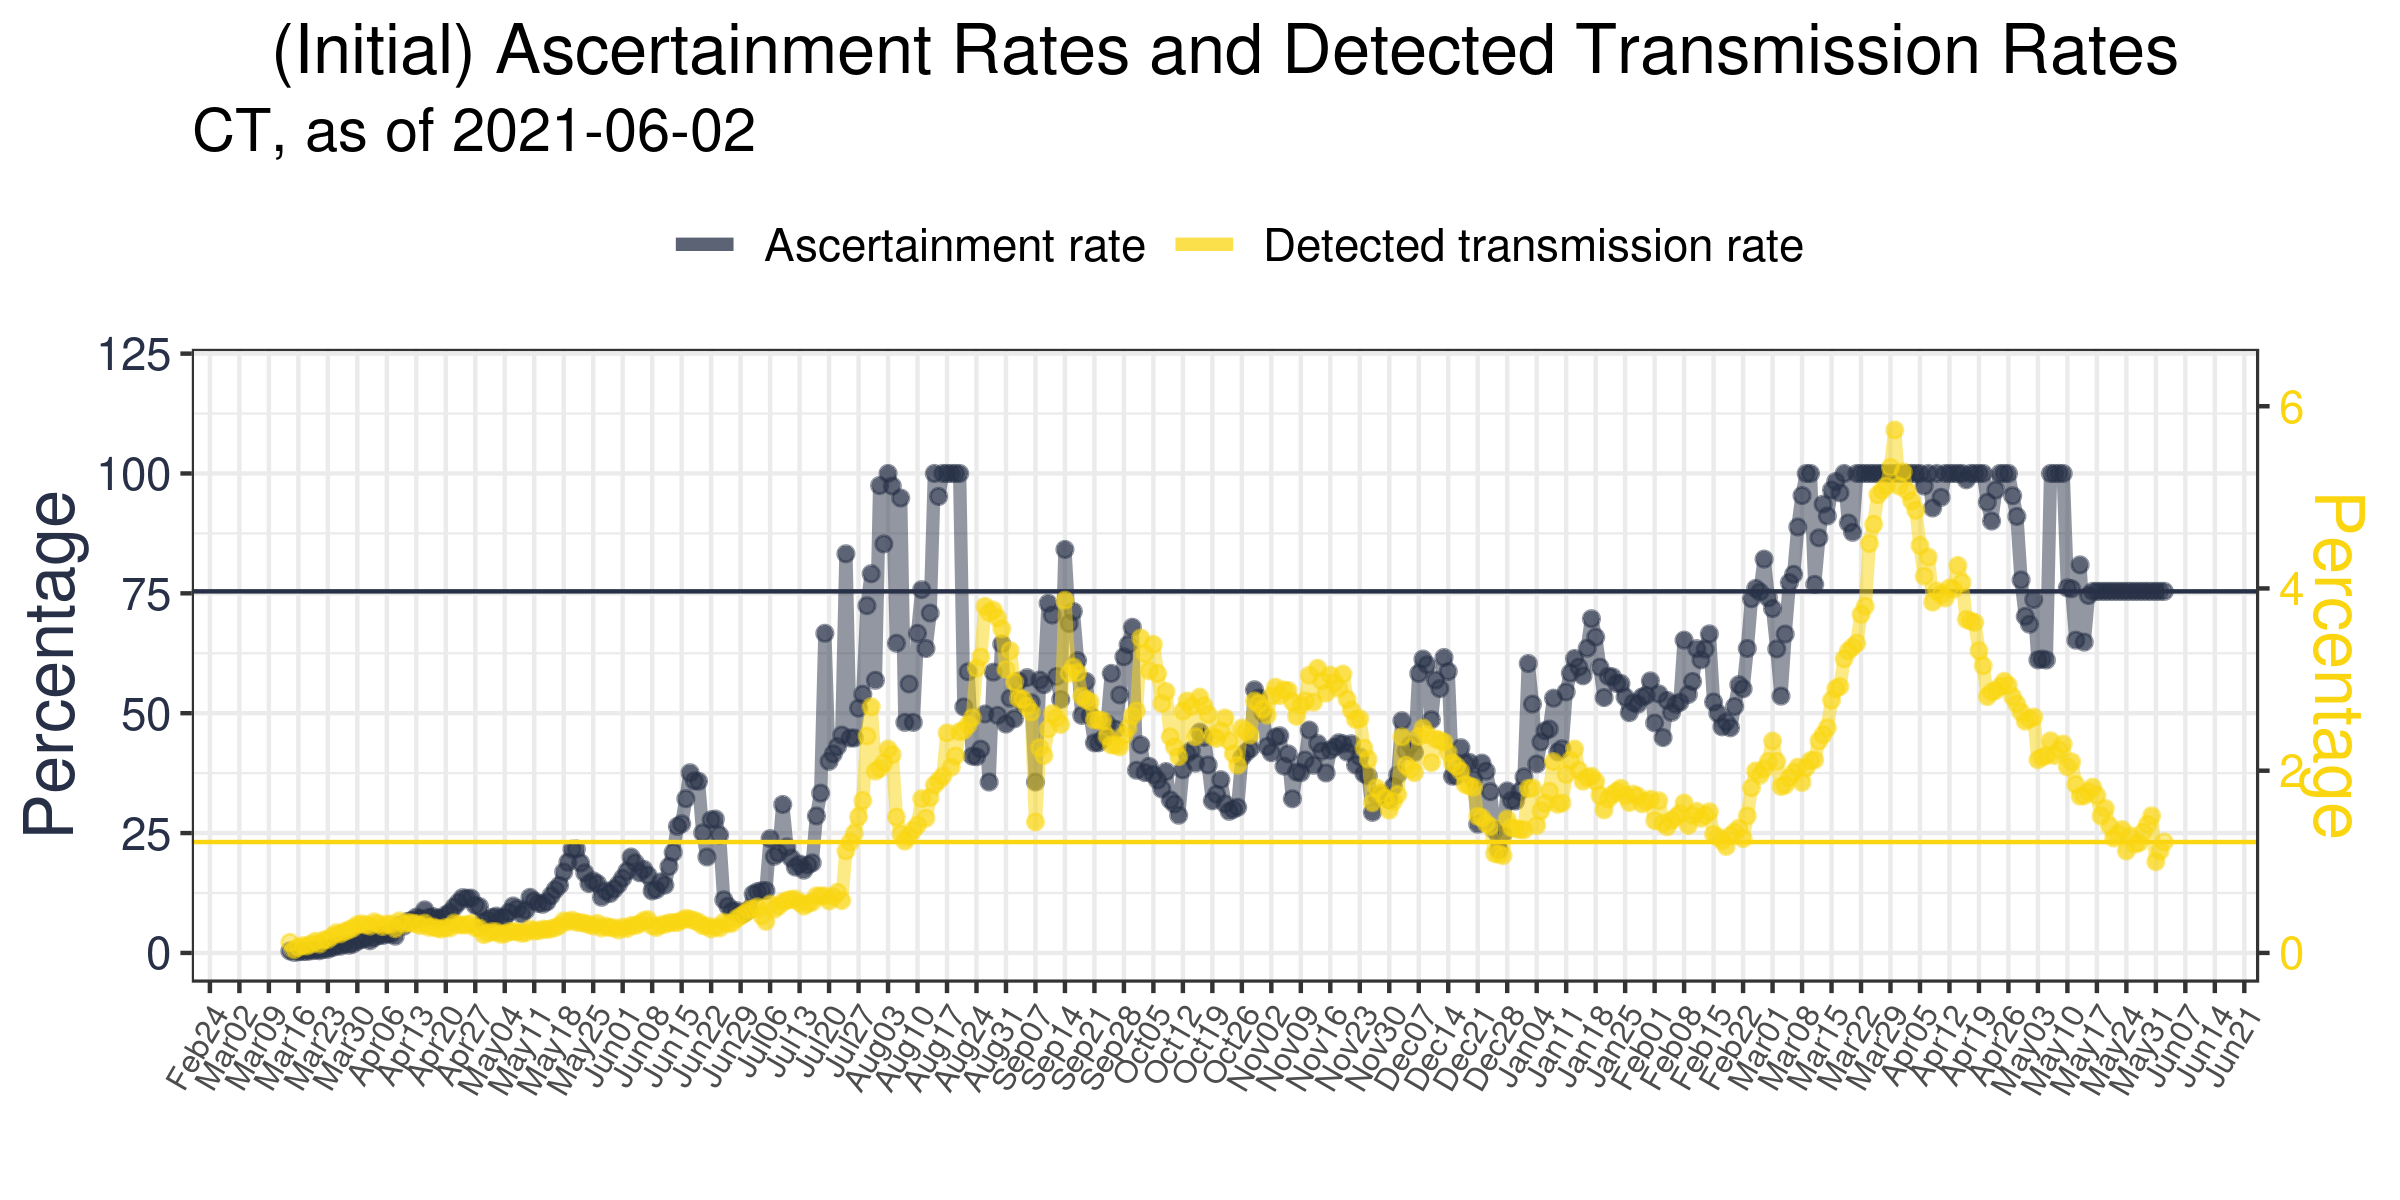 (Initial) Ascertainment Rates and Detected Transmission Rates
CT, as of 2021-06-02
Ascertainment rate
Detected transmission rate
Percentage
125
100
75
50
25
0
6
4
2
0
Percentage
Feb24
Mar02
Mar09
Mar16
Mar23
Mar30
Apr06
Apr13
Apr20
Apr27
May04
May11
May18
May25
Jun01
Jun08
Jun15
Jun22
Jun29
Jul06
Jul13
Jul20
Jul27
Aug03
Aug10
Aug17
Aug24
Aug31
Sep07
Sep14
Sep21
Sep28
Oct05
Oct12
Oct19
Oct26
Nov02
Nov09
Nov16
Nov23
Nov30
Dec07
Dec14
Dec21
Dec28
Jan04
Jan11
Jan18
Jan25
Feb01
Feb08
Feb15
Feb22
Mar01
Mar08
Mar15
Mar22
Mar29
Apr05
Apr12
Apr19
Apr26
May03
May10
May17
May24
May31
Jun07
Jun14
Jun21